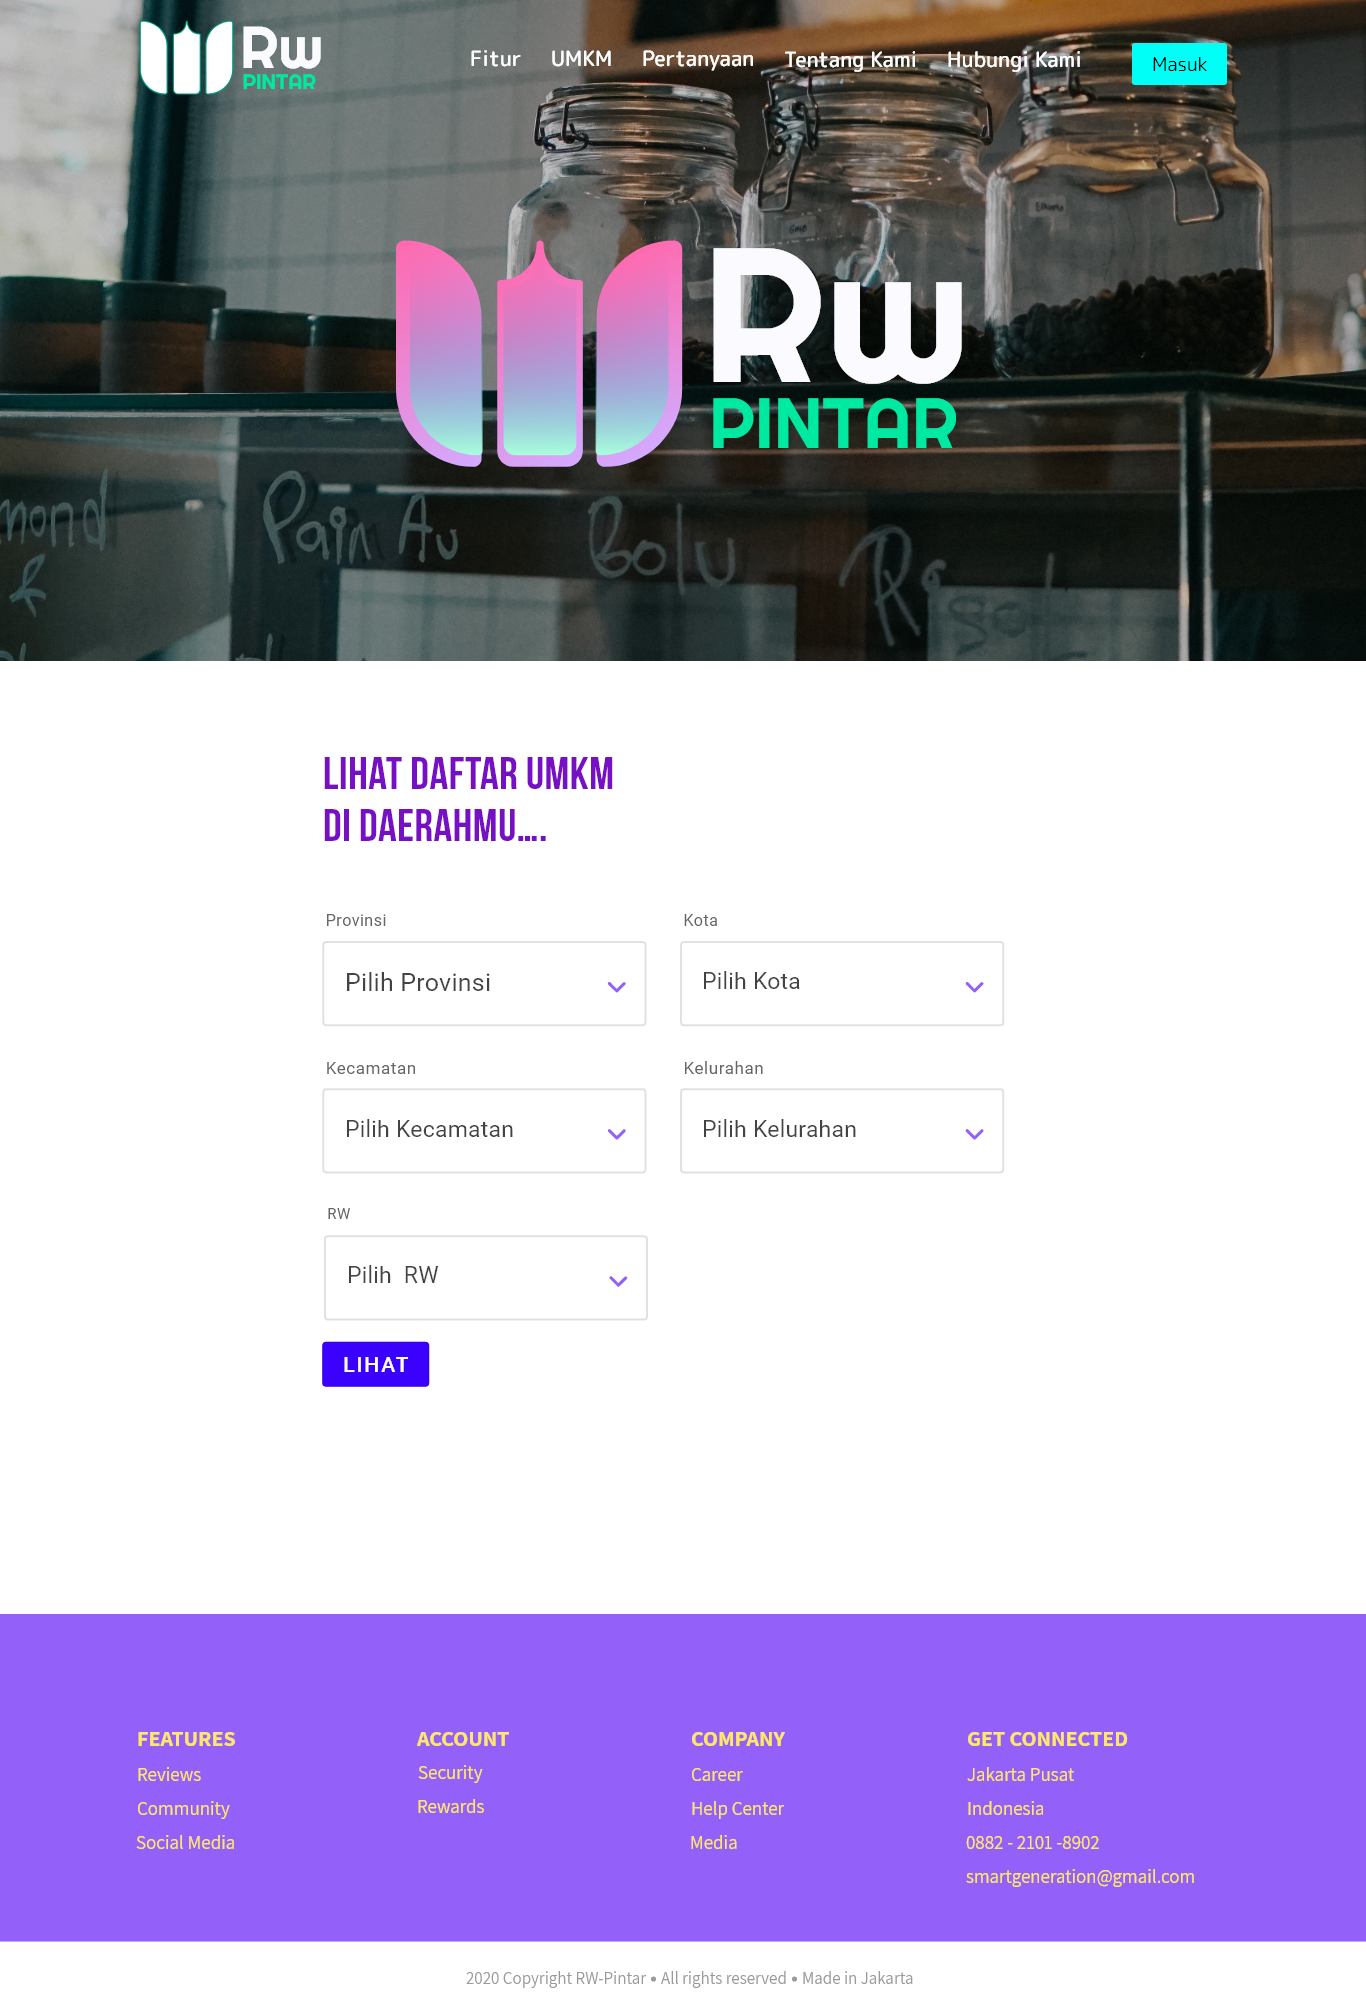 Rw
PINTAR
Fitur UMKM Pertanyaan Tentang Kami Hubungi Kami Masuk
Rw
PINTAR
Pain Au
Bolu
LIHAT DAFTAR UMKM
DI DAERAHMU....
Provinsi Kota
Pilih Provinsi Pilih Kota
Kecamatan Kelurahan
Pilih Kecamatan Pilih Kelurahan
RW
Pilih RW
LIHAT
FEATURES
Reviews
Community
Social Media
ACCOUNT
Security
Rewards
COMPANY
Career
Help Center
Media
GET CONNECTED
Jakarta Pusat
Indonesia
0882 - 2101 -8902
smartgeneration@gmail.com
2020 Copyright RW-Pintar • All rights reserved • Made in Jakarta